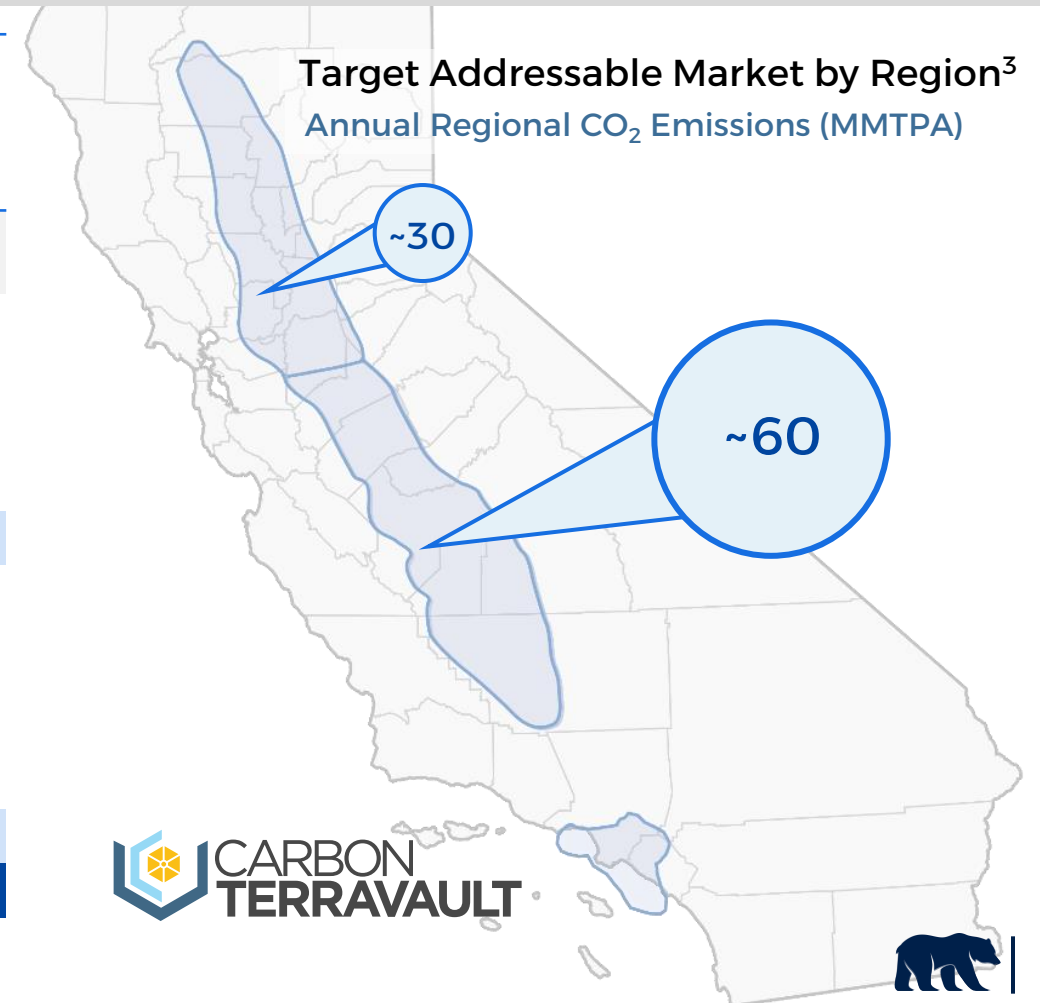 Target Addressable Market by Region³
Annual Regional CO₂ Emissions (MMTPA)
~30
~60
CARBON
TERRAVAULT